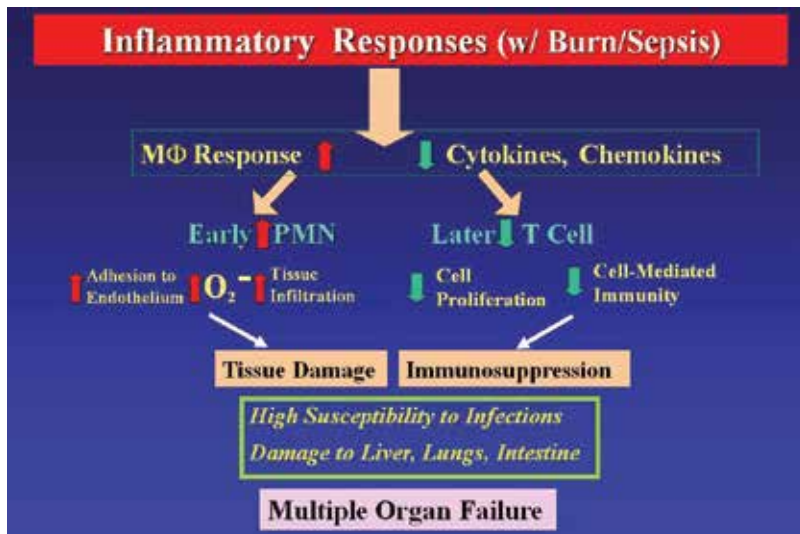 Inflammatory Responses (w/ Burn/Sepsis)
MΦ Response
Cytokines, Chemokines
Early PMN
Later T Cell
Adhesion to
Endothelium
O₂⁻
Tissue
Infiltration
Cell
Proliferation
Cell-Mediated
Immunity
Tissue Damage
Immunosuppression
High Susceptibility to Infections
Damage to Liver, Lungs, Intestine
Multiple Organ Failure